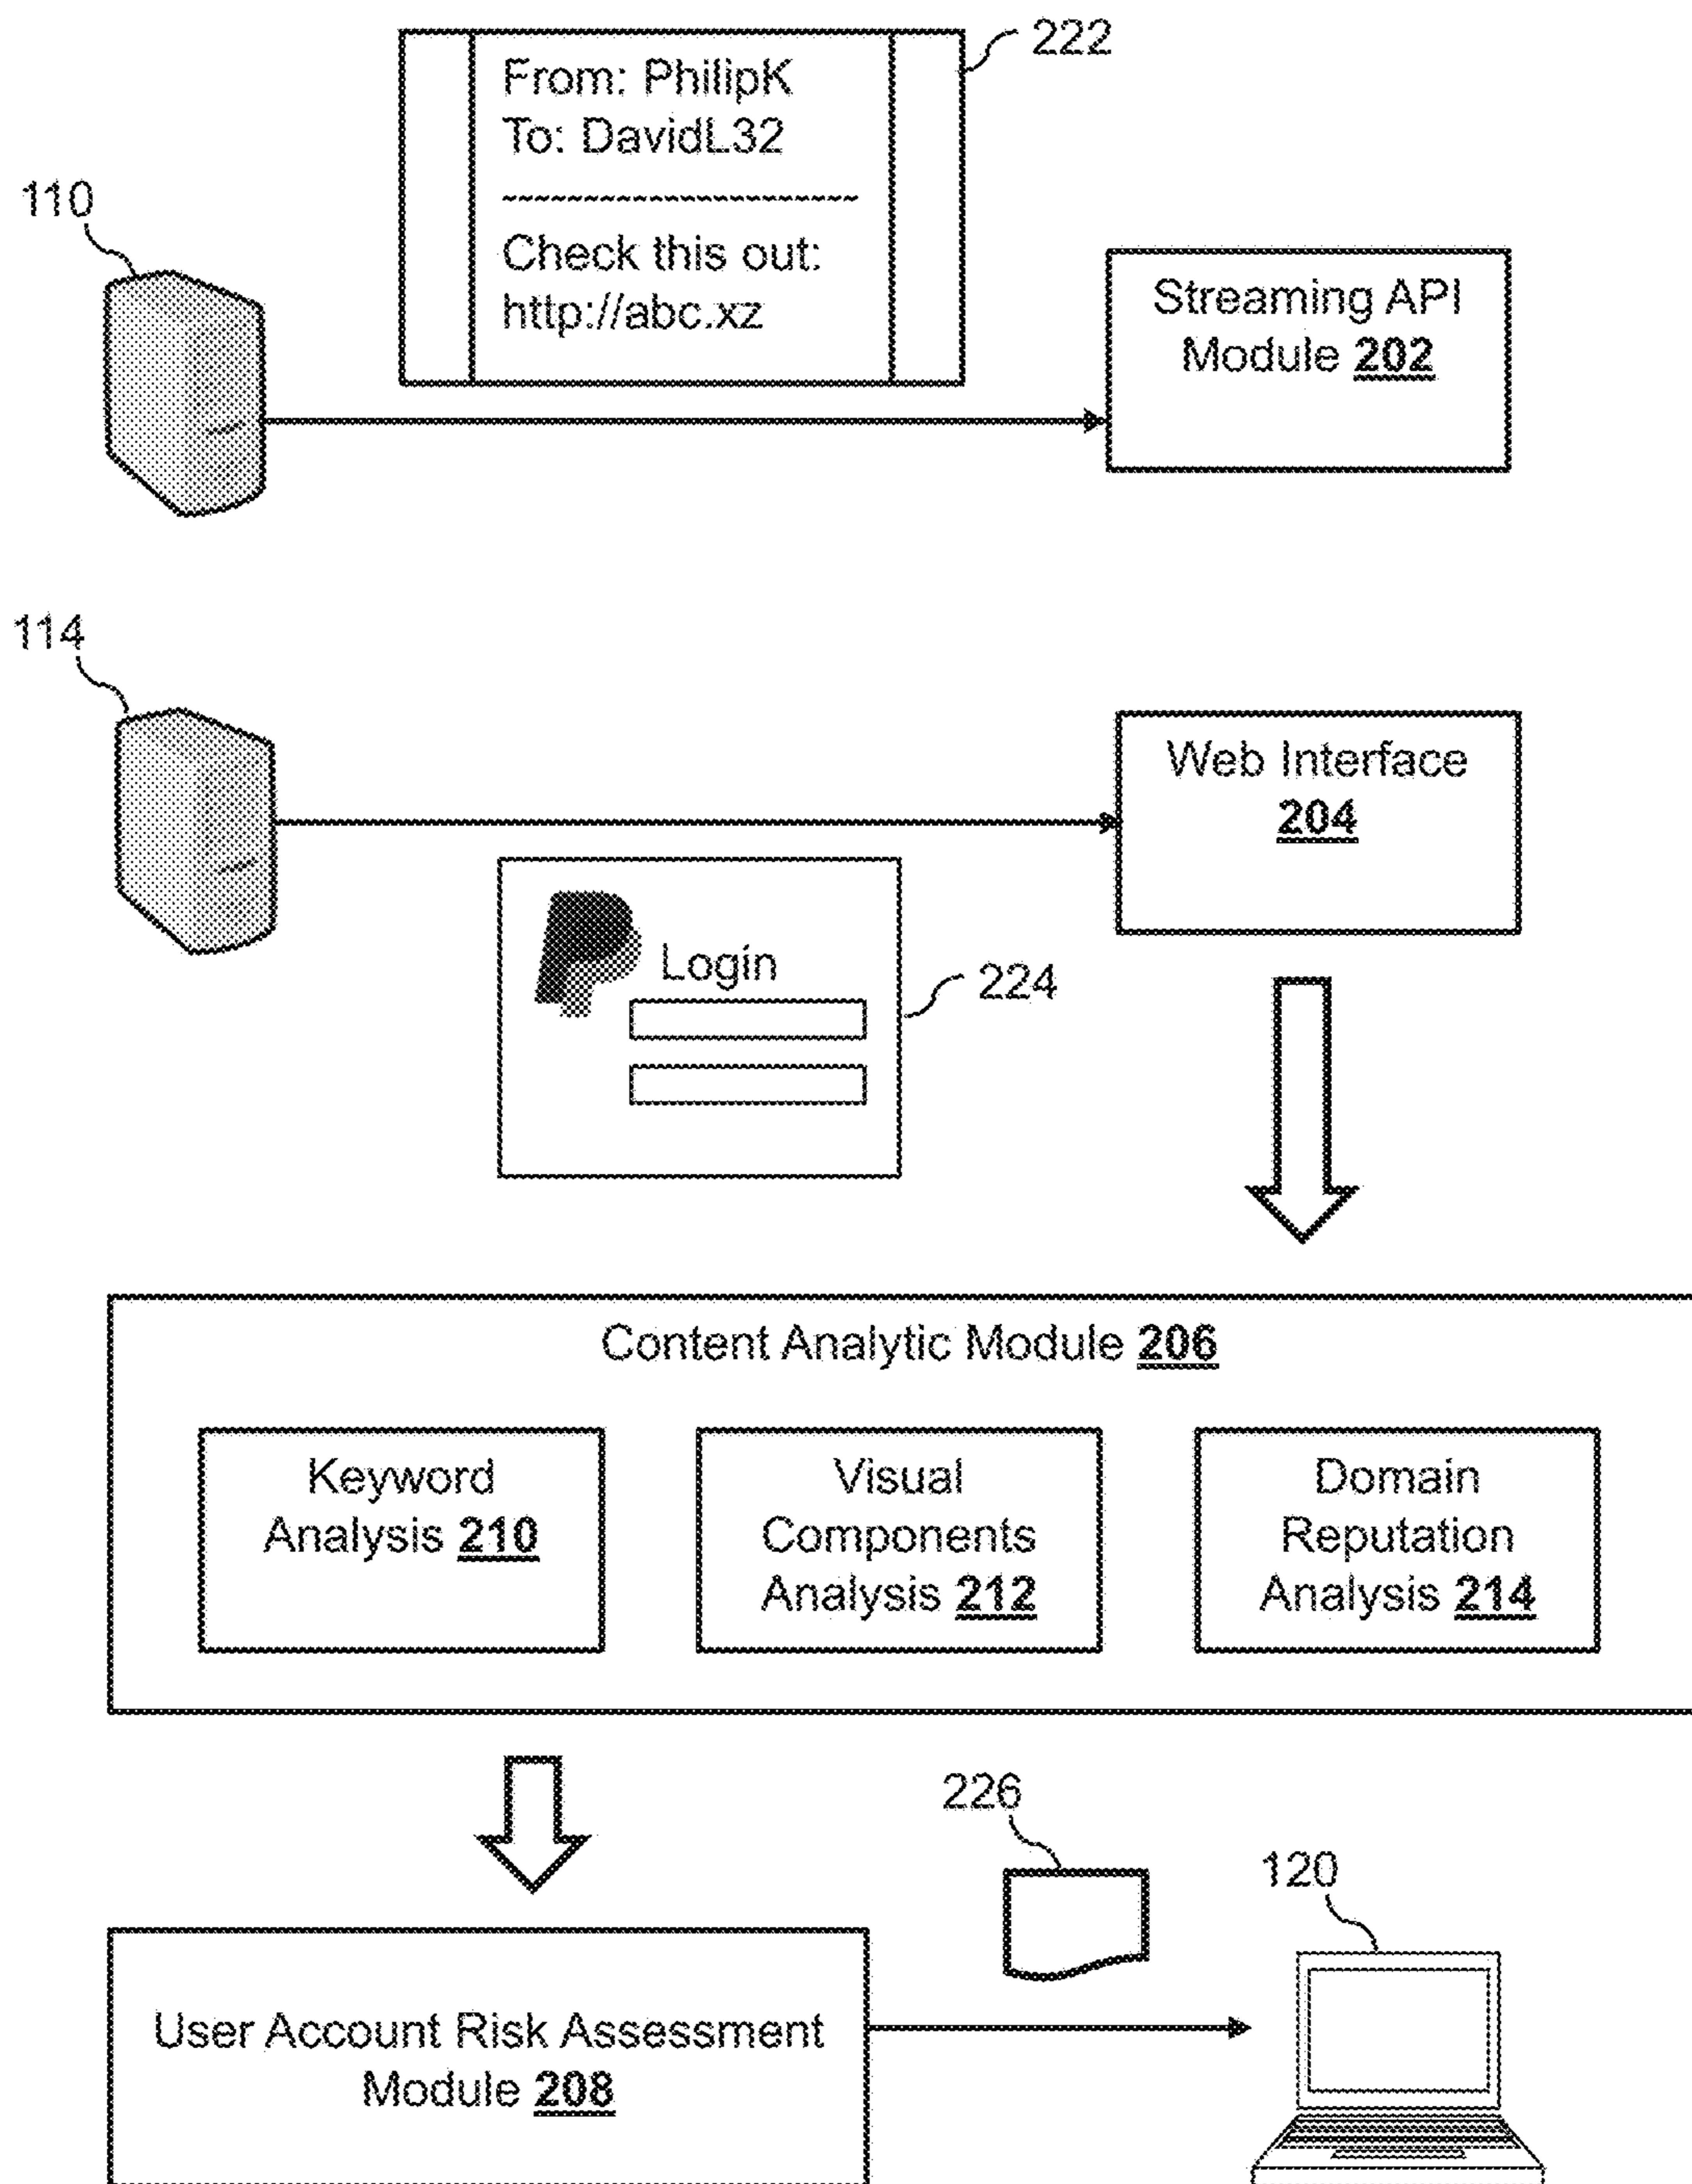 222
From: PhilipK
To: DavidL32
------------------------
Check this out:
http://abc.xz
110
Streaming API
Module 202
114
Web Interface
204
Login
224
Content Analytic Module 206
Keyword
Analysis 210
Visual
Components
Analysis 212
Domain
Reputation
Analysis 214
226
120
User Account Risk Assessment
Module 208